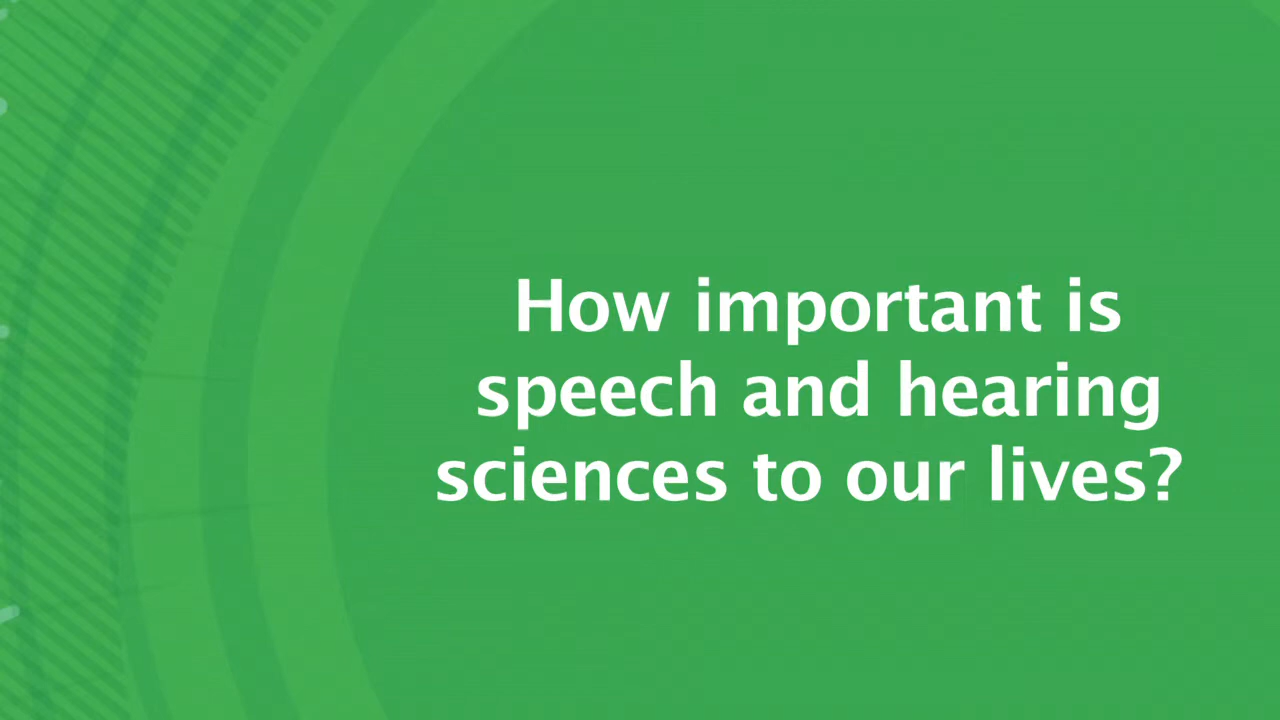 How important is
speech and hearing
sciences to our lives?